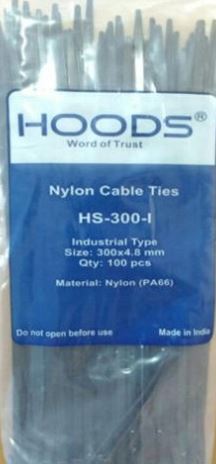 HOODS®
Word of Trust
Nylon Cable Ties
HS-300-I
Industrial Type
Size: 300x4.8 mm
Qty: 100 pcs
Material: Nylon (PA66)
Do not open before use Made in India